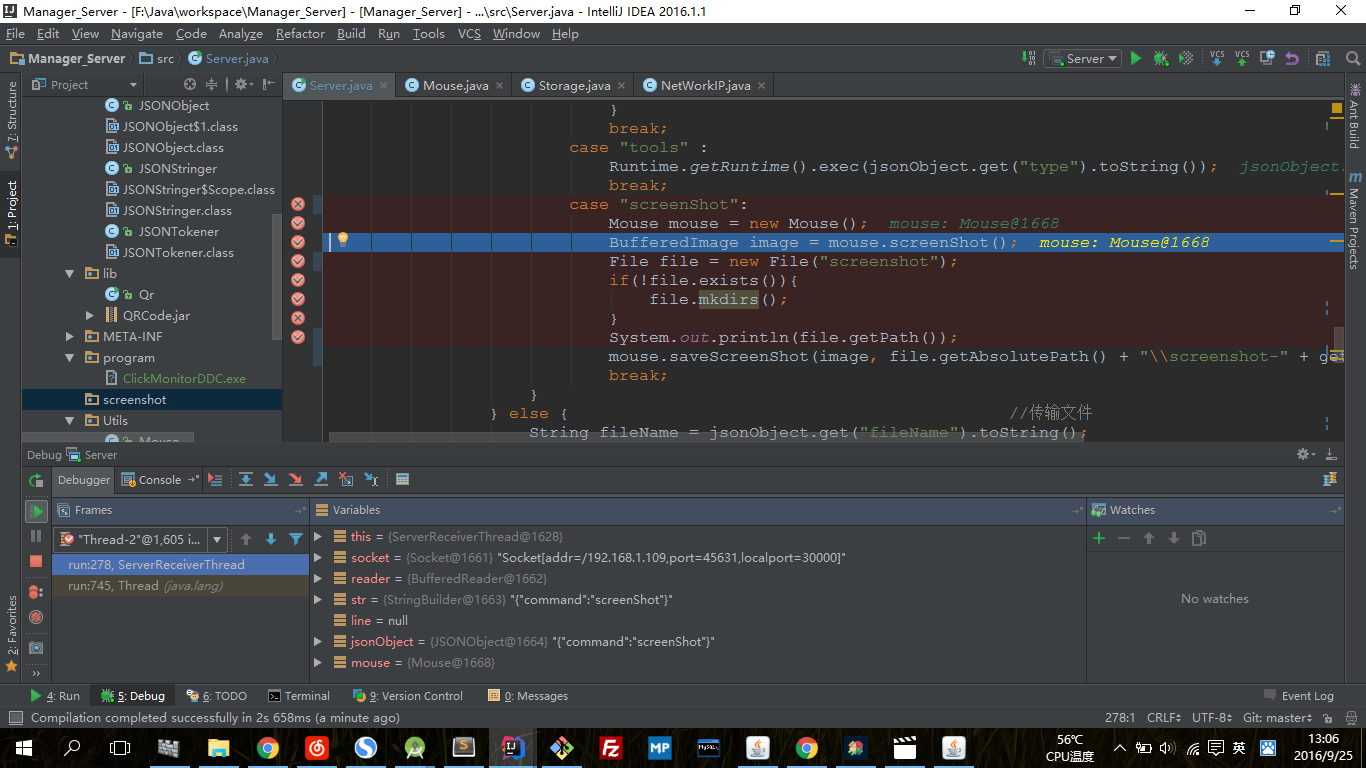 Manager_Server - [F:\Java\workspace\Manager_Server] - [Manager_Server] - ...\src\Server.java - IntelliJ IDEA 2016.1.1
File Edit View Navigate Code Analyze Refactor Build Run Tools VCS Window Help
Manager_Server src Server.java Server VCS VCS
Project Server.java Mouse.java Storage.java NetWorkIP.java
7: Structure
1: Project
2: Favorites
Ant Build
Maven Projects
JSONObject
JSONObject$1.class
JSONObject.class
JSONStringer
JSONStringer$Scope.class
JSONStringer.class
JSONTokener
JSONTokener.class
lib
Qr
QRCode.jar
META-INF
program
ClickMonitorDDC.exe
screenshot
Utils
Mouse
}
break;
case "tools" :
Runtime.getRuntime().exec(jsonObject.get("type").toString()); jsonObject.
break;
case "screenShot":
Mouse mouse = new Mouse(); mouse: Mouse@1668
BufferedImage image = mouse.screenShot(); mouse: Mouse@1668
File file = new File("screenshot");
if(!file.exists()){
file.mkdirs();
}
System.out.println(file.getPath());
mouse.saveScreenShot(image, file.getAbsolutePath() + "\\screenshot-" + get
break;
}
} else { //传输文件
String fileName = jsonObject.get("fileName").toString();
Debug Server
Debugger Console
Frames Variables Watches
"Thread-2"@1,605 i...
run:278, ServerReceiverThread
run:745, Thread (java.lang)
this = {ServerReceiverThread@1628}
socket = {Socket@1661} "Socket[addr=/192.168.1.109,port=45631,localport=30000]"
reader = {BufferedReader@1662}
str = {StringBuilder@1663} "{"command":"screenShot"}"
line = null
jsonObject = {JSONObject@1664} "{"command":"screenShot"}"
mouse = {Mouse@1668}
No watches
4: Run 5: Debug 6: TODO Terminal 9: Version Control 0: Messages Event Log
Compilation completed successfully in 2s 658ms (a minute ago) 278:1 CRLF UTF-8 Git: master
56℃
CPU温度
英
13:06
2016/9/25